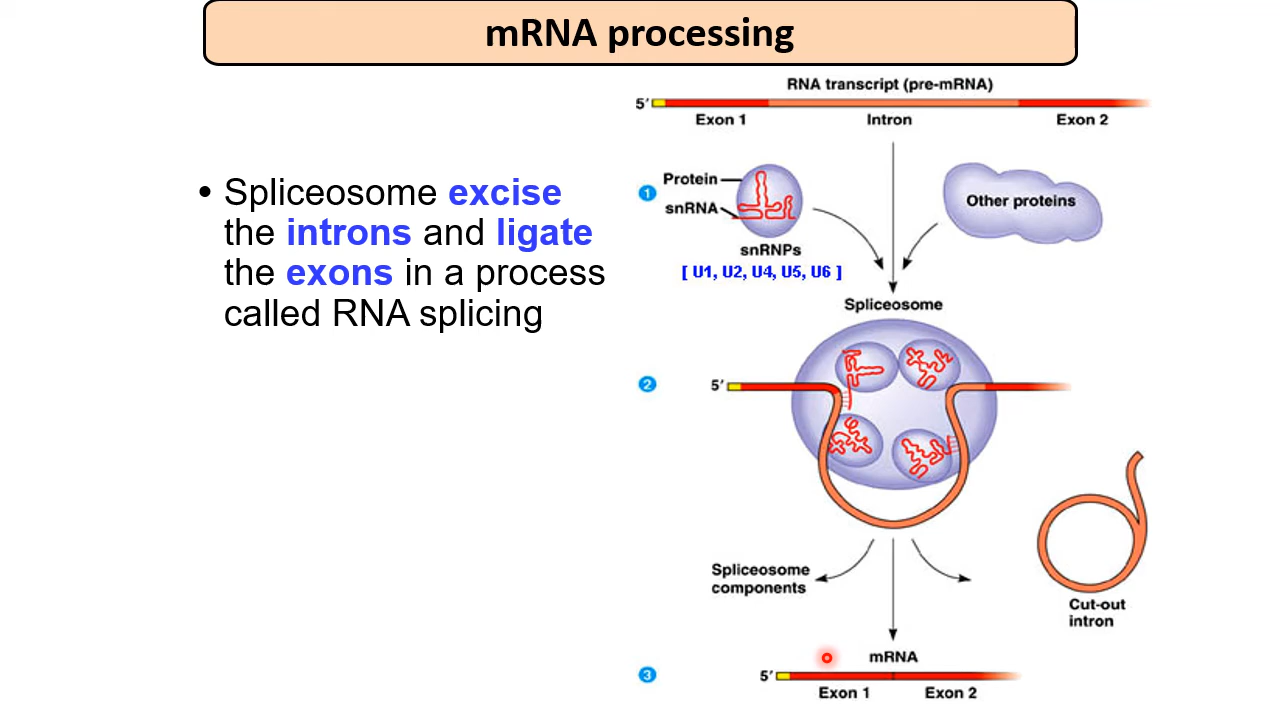 mRNA processing
RNA transcript (pre-mRNA)
5′
Exon 1
Intron
Exon 2
• Spliceosome excise
the introns and ligate
the exons in a process
called RNA splicing
1
Protein
snRNA
snRNPs
[ U1, U2, U4, U5, U6 ]
Other proteins
Spliceosome
2
5′
Spliceosome
components
Cut-out
intron
mRNA
3
5′
Exon 1
Exon 2